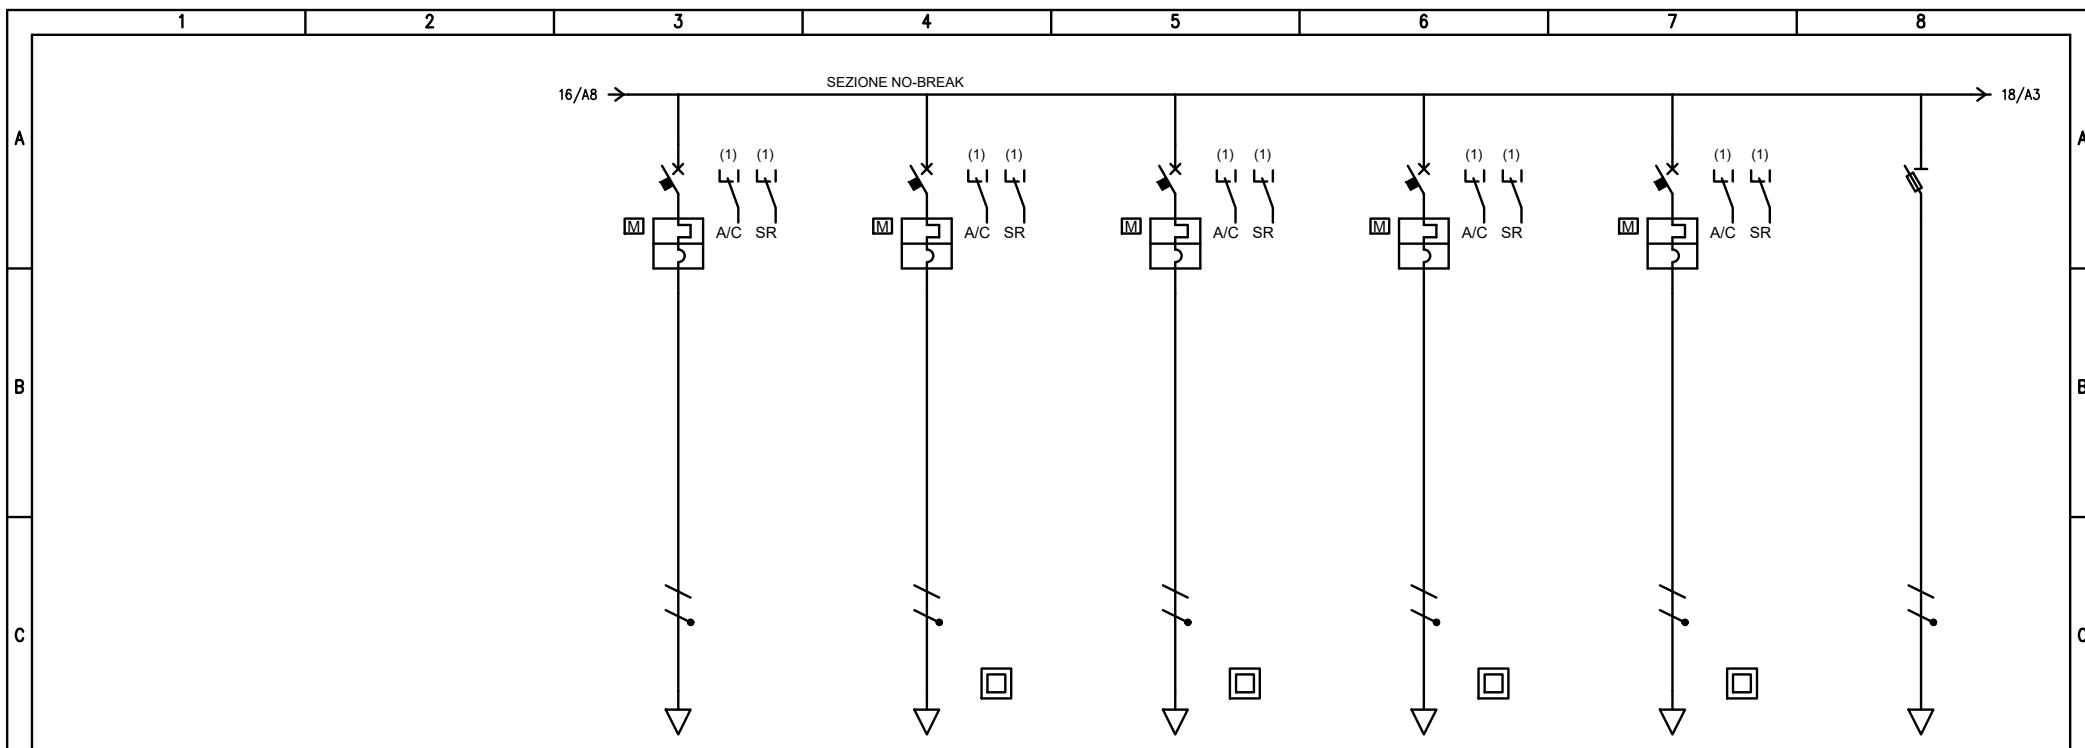 1 2 3 4 5 6 7 8
SEZIONE NO-BREAK
16/A8 18/A3
A A
(1) (1) (1) (1) (1) (1) (1) (1) (1) (1)
M A/C SR M A/C SR M A/C SR M A/C SR M A/C SR
B B
C C